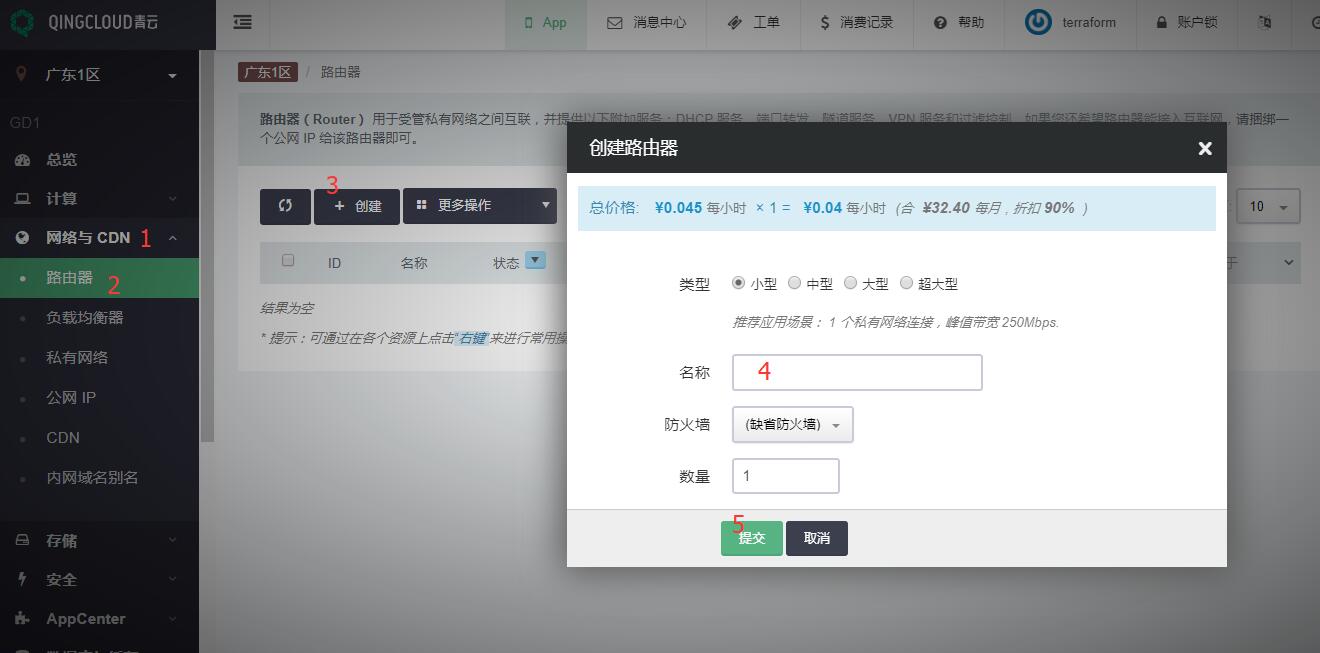 QINGCLOUD青云
App
消息中心
工单
消费记录
帮助
terraform
账户锁
广东1区
广东1区 / 路由器
GD1
总览
计算
网络与 CDN 1
路由器 2
负载均衡器
私有网络
公网 IP
CDN
内网域名别名
存储
安全
AppCenter
路由器（Router）用于受管私有网络之间互联，并提供以下附加服务：DHCP 服务、端口转发、隧道服务、VPN 服务和过滤控制。如果您还希望路由器能接入互联网，请捆绑一
个公网 IP 给该路由器即可。
3
+ 创建
更多操作
10
ID 名称 状态
于
结果为空
* 提示：可通过在各个资源上点击“右键”来进行常用操
创建路由器
总价格: ¥0.045 每小时 × 1 = ¥0.04 每小时 (合 ¥32.40 每月，折扣 90% )
类型 小型 中型 大型 超大型
推荐应用场景： 1 个私有网络连接，峰值带宽 250Mbps.
名称 4
防火墙 (缺省防火墙)
数量 1
5
提交 取消